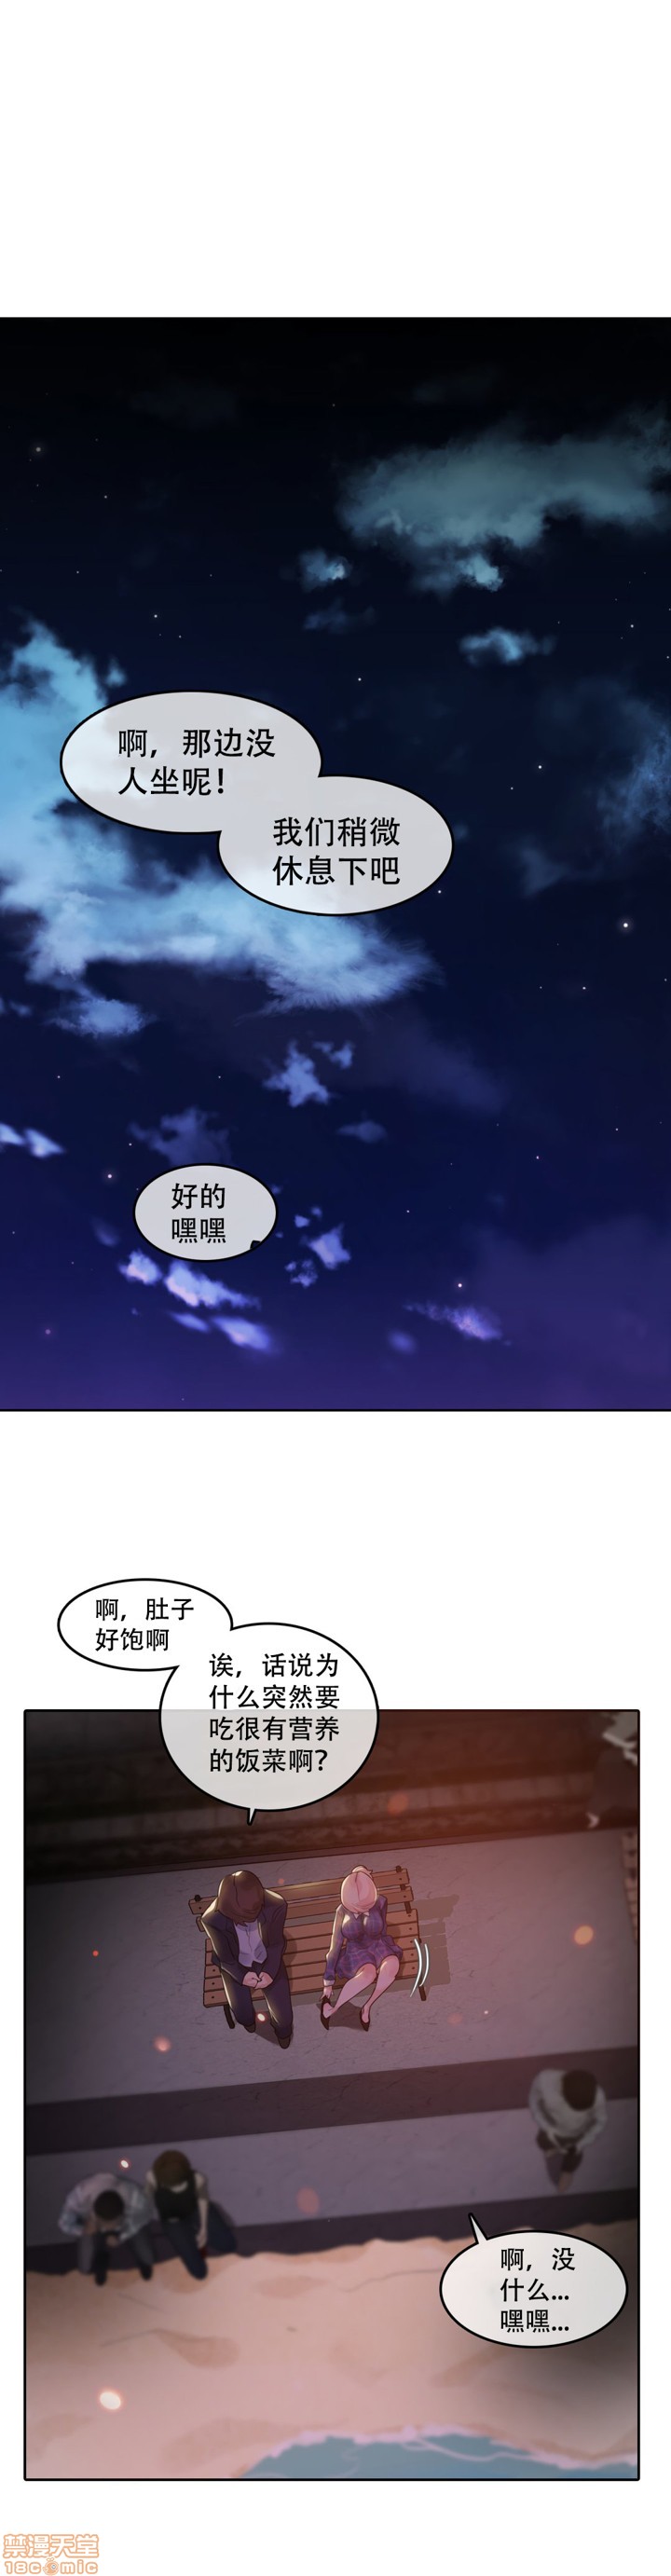 啊，那边没
人坐呢！
我们稍微
休息下吧
好的
嘿嘿
啊，肚子
好饱啊
诶，话说为
什么突然要
吃很有营养
的饭菜啊？
啊，没
什么...
嘿嘿...
禁漫天堂
18comic